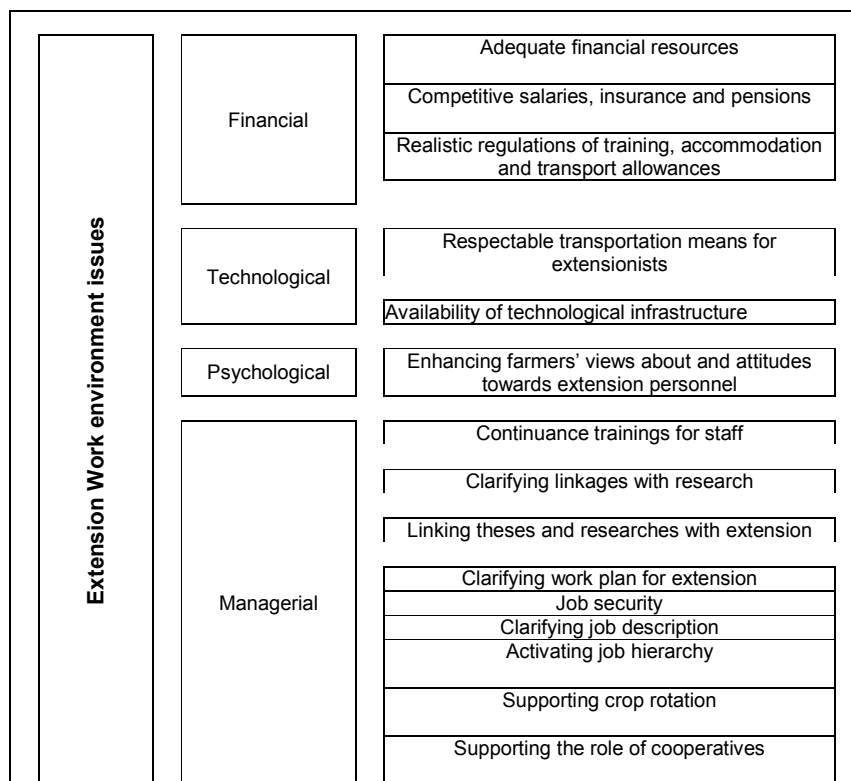 Extension Work environment issues
Financial
Adequate financial resources
Competitive salaries, insurance and pensions
Realistic regulations of training, accommodation
and transport allowances
Technological
Respectable transportation means for
extensionists
Availability of technological infrastructure
Psychological
Enhancing farmers’ views about and attitudes
towards extension personnel
Managerial
Continuance trainings for staff
Clarifying linkages with research
Linking theses and researches with extension
Clarifying work plan for extension
Job security
Clarifying job description
Activating job hierarchy
Supporting crop rotation
Supporting the role of cooperatives